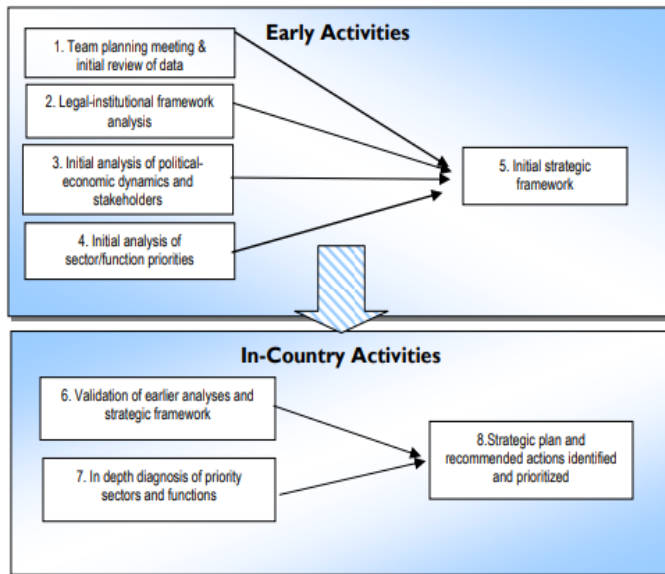 Early Activities
1. Team planning meeting &
initial review of data
2. Legal-institutional framework
analysis
3. Initial analysis of political-
economic dynamics and
stakeholders
4. Initial analysis of
sector/function priorities
5. Initial strategic
framework
In-Country Activities
6. Validation of earlier analyses and
strategic framework
7. In depth diagnosis of priority
sectors and functions
8.Strategic plan and
recommended actions identified
and prioritized